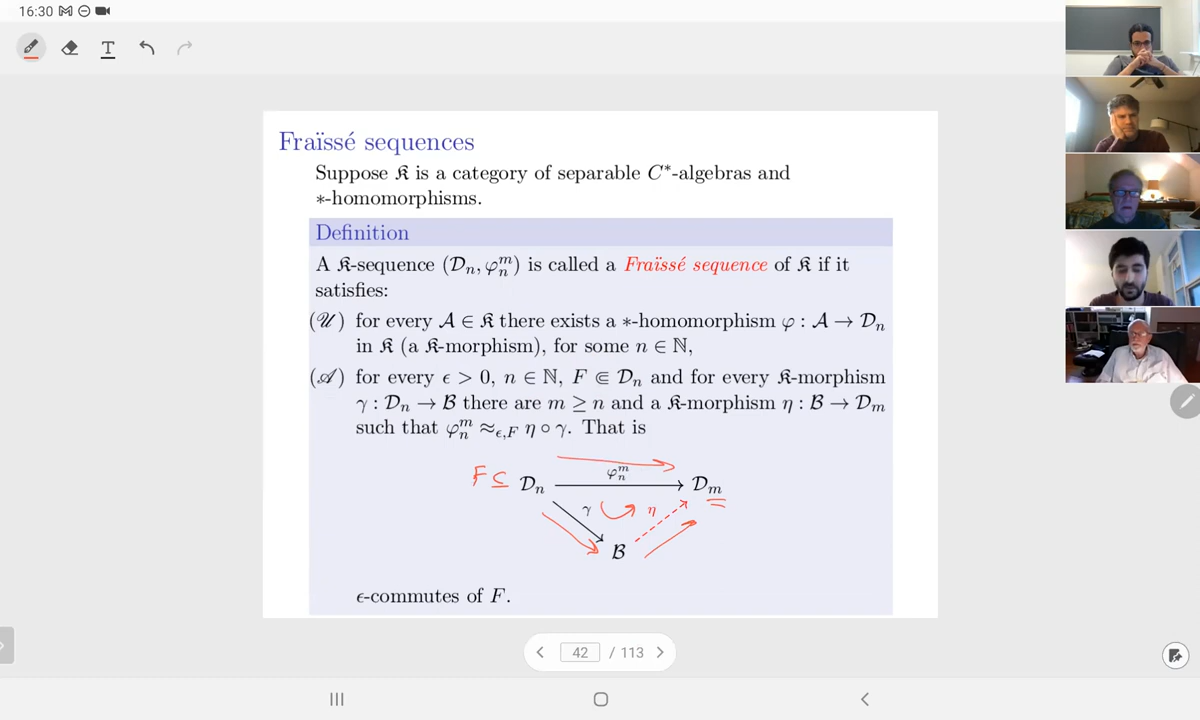 16:30
T
Fraïssé sequences
Suppose 𝔎 is a category of separable C*-algebras and
*-homomorphisms.
Definition
A 𝔎-sequence (𝒟ₙ, φₙᵐ) is called a Fraïssé sequence of 𝔎 if it
satisfies:
(𝒰) for every 𝒜 ∈ 𝔎 there exists a *-homomorphism φ : 𝒜 → 𝒟ₙ
in 𝔎 (a 𝔎-morphism), for some n ∈ ℕ,
(𝒜) for every ϵ > 0, n ∈ ℕ, F ⋐ 𝒟ₙ and for every 𝔎-morphism
γ : 𝒟ₙ → ℬ there are m ≥ n and a 𝔎-morphism η : ℬ → 𝒟ₘ
such that φₙᵐ ≈ϵ,F η ∘ γ. That is
φₙᵐ
F ⊆ 𝒟ₙ 𝒟ₘ
γ η
ℬ
ϵ-commutes of F.
42 / 113